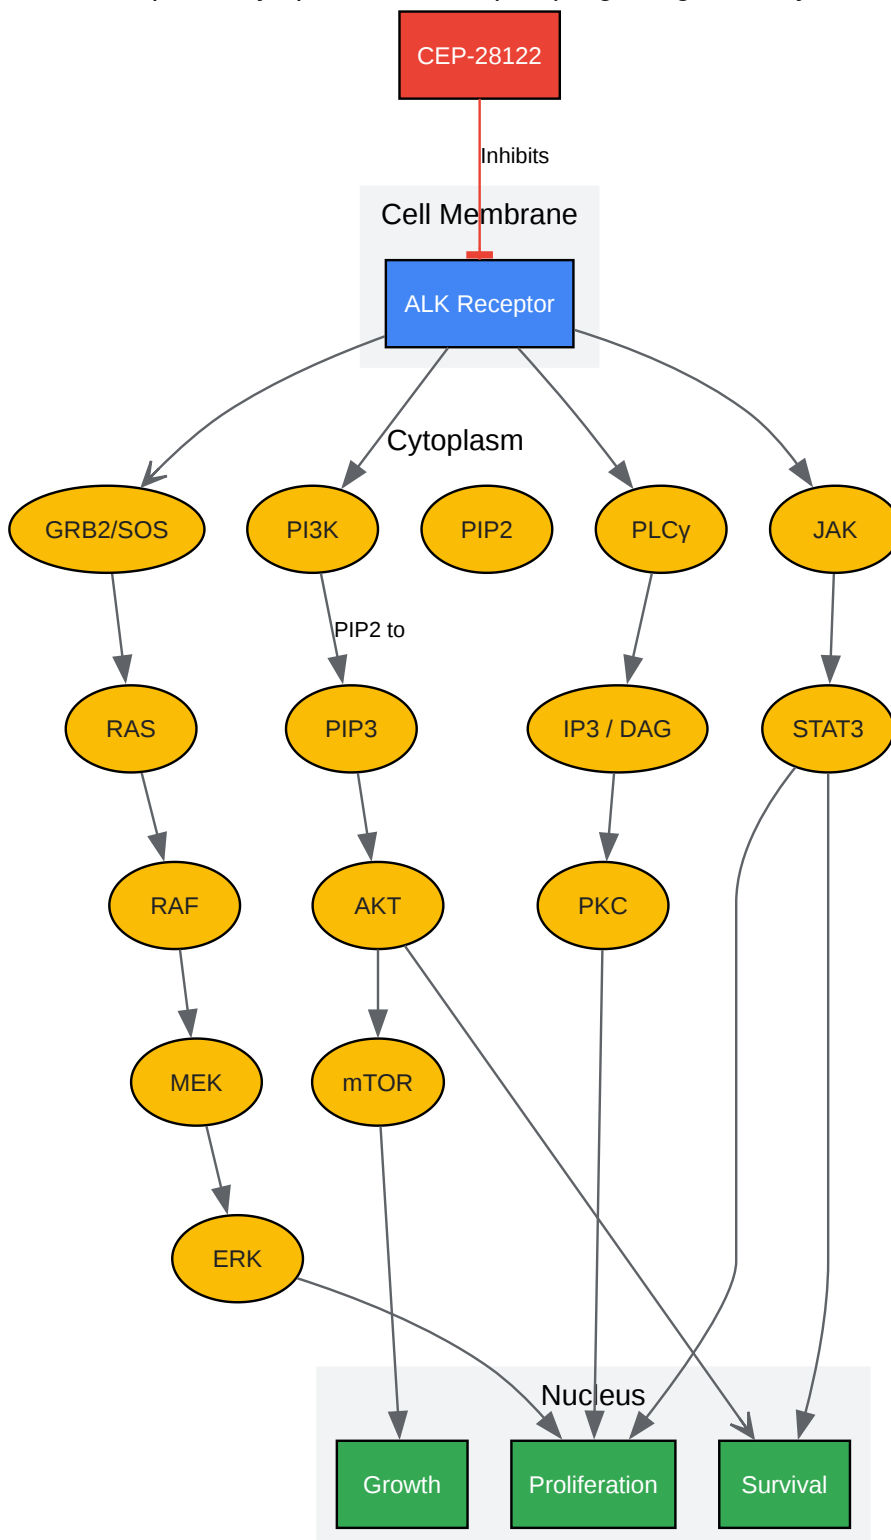 CEP-28122
Inhibits
Cell Membrane
ALK Receptor
Cytoplasm
GRB2/SOS
PI3K
PIP2
PLCγ
JAK
PIP2 to
RAS
PIP3
IP3 / DAG
STAT3
RAF
AKT
PKC
MEK
mTOR
ERK
Nucleus
Growth
Proliferation
Survival